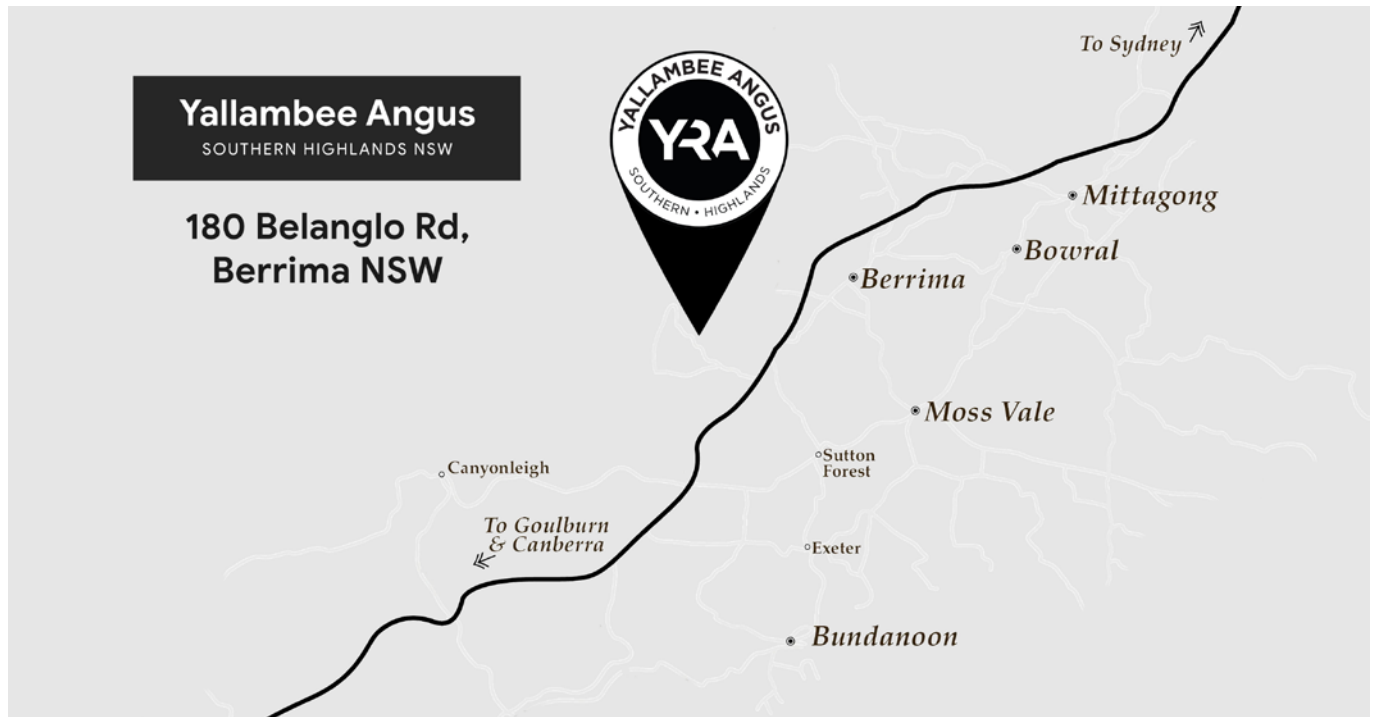 Yallambee Angus
SOUTHERN HIGHLANDS NSW
180 Belanglo Rd,
Berrima NSW
YALLAMBEE ANGUS
YRA
SOUTHERN • HIGHLANDS
To Sydney
Mittagong
Bowral
Berrima
Moss Vale
Sutton
Forest
Canyonleigh
To Goulburn
& Canberra
Exeter
Bundanoon